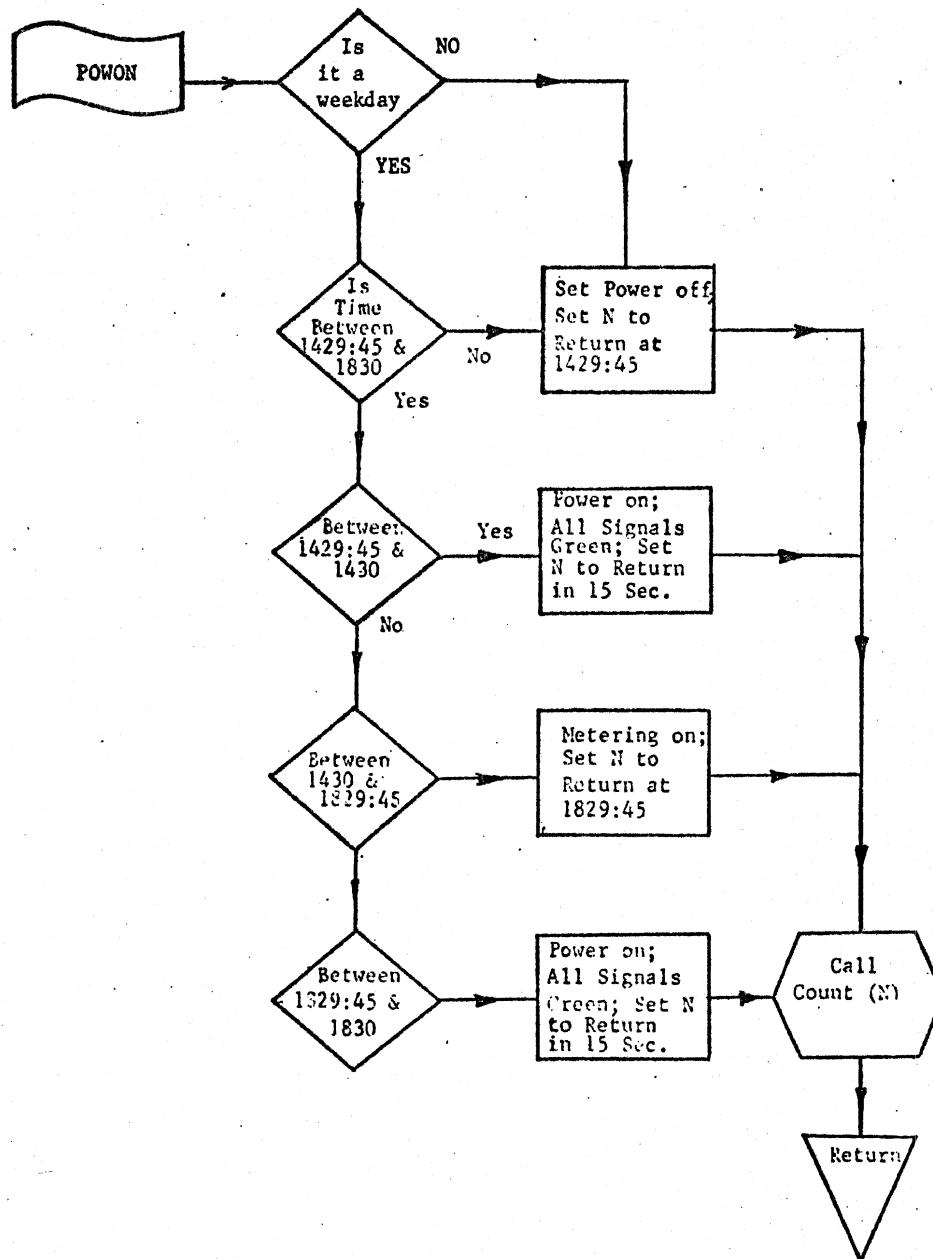 POWON
Is
it a
weekday
NO
YES
Is
Time
Between
1429:45 &
1830
No
Yes
Set Power off,
Set N to
Return at
1429:45
Between
1429:45 &
1430
Yes
No
Power on;
All Signals
Green; Set
N to Return
in 15 Sec.
Between
1430 &
1829:45
Metering on;
Set N to
Return at
1829:45
Between
1829:45 &
1830
Power on;
All Signals
Green; Set N
to Return
in 15 Sec.
Call
Count (N)
Return